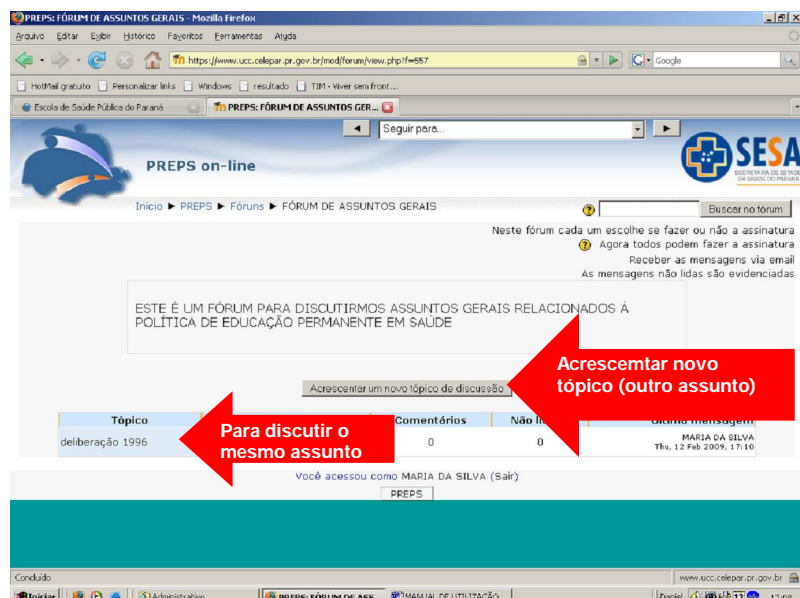 PREPS: FÓRUM DE ASSUNTOS GERAIS - Mozilla Firefox
Arquivo Editar Exibir Histórico Favoritos Ferramentas Ajuda
https://www.ucc.celepar.pr.gov.br/mod/forum/view.php?f=557
Google
HotMail gratuito Personalizar links Windows resultado TIM - Viver sem front...
Escola de Saúde Pública do Paraná
PREPS: FÓRUM DE ASSUNTOS GER...
Seguir para...
PREPS on-line
SESA
SECRETARIA DE ESTADO
DA SAÚDE DO PARANÁ
Início ► PREPS ► Fóruns ► FÓRUM DE ASSUNTOS GERAIS
Buscar no fórum
Neste fórum cada um escolhe se fazer ou não a assinatura
Agora todos podem fazer a assinatura
Receber as mensagens via email
As mensagens não lidas são evidenciadas
ESTE É UM FÓRUM PARA DISCUTIRMOS ASSUNTOS GERAIS RELACIONADOS À
POLÍTICA DE EDUCAÇÃO PERMANENTE EM SAÚDE
Acrescemtar novo
tópico (outro assunto)
Acrescentar um novo tópico de discussão
Tópico Comentários Não Última mensagem
deliberação 1996
Para discutir o
mesmo assunto
0 0
MARIA DA SILVA
Thu, 12 Feb 2009, 17:10
Você acessou como MARIA DA SILVA (Sair)
PREPS
Concluído
www.ucc.celepar.pr.gov.br
Iniciar
Administrativo
PREPS: FÓRUM DE ASS...
MANUAL DE UTILIZAÇÃO...
Daniel
17:08